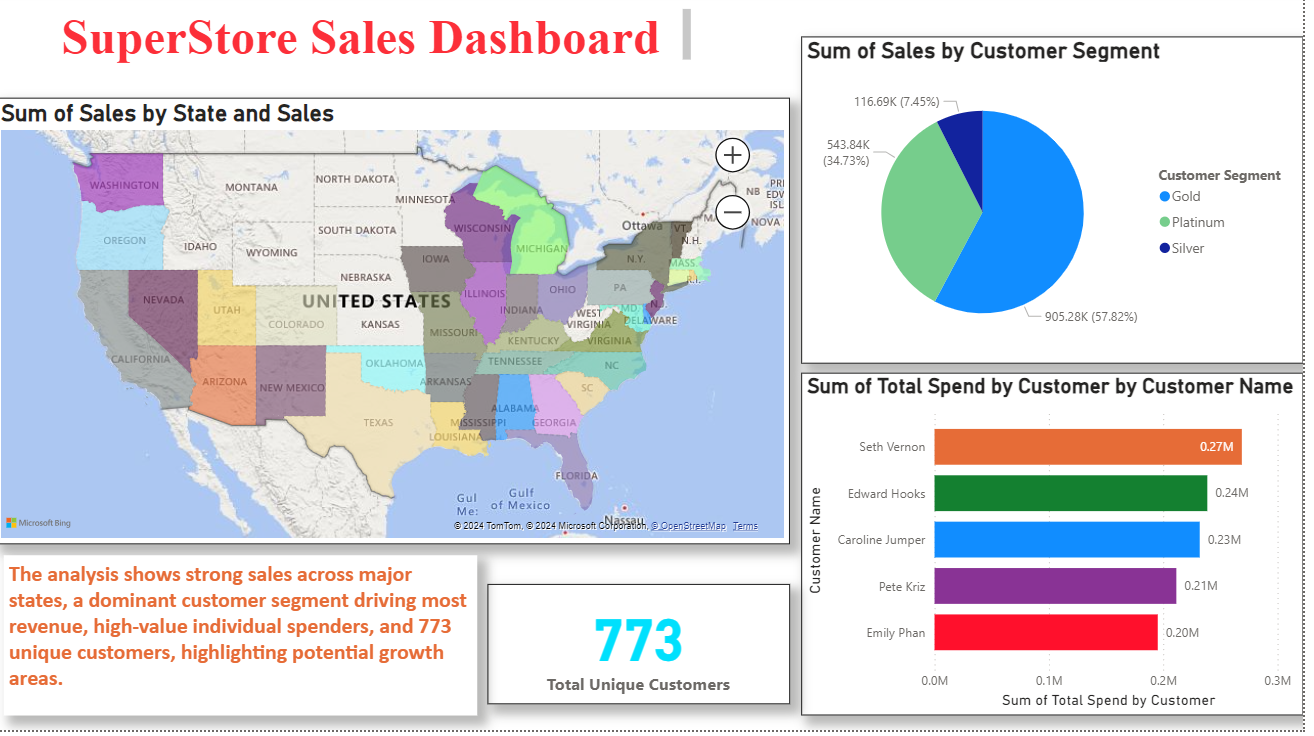 SuperStore Sales Dashboard
Sum of Sales by State and Sales
WASHINGTON
MONTANA
NORTH DAKOTA
MINNESOTA
OREGON
IDAHO
WYOMING
SOUTH DAKOTA
WISCONSIN
MICHIGAN
Ottawa
VT.
N.H.
NB
NOVA
IOWA
N.Y.
MASS.
R.I.
NEBRASKA
NEVADA
UTAH
UNITED STATES
COLORADO
KANSAS
ILLINOIS
INDIANA
OHIO
PA
N.J.
MD.
DELAWARE
WEST
VIRGINIA
MISSOURI
KENTUCKY
VIRGINIA
CALIFORNIA
ARIZONA
NEW MEXICO
OKLAHOMA
ARKANSAS
TENNESSEE
NC
SC
TEXAS
LOUISIANA
MISSISSIPPI
ALABAMA
GEORGIA
FLORIDA
Gulf
of Mexico
Nassau
Microsoft Bing
© 2024 TomTom, © 2024 Microsoft Corporation, © OpenStreetMap Terms
The analysis shows strong sales across major
states, a dominant customer segment driving most
revenue, high-value individual spenders, and 773
unique customers, highlighting potential growth
areas.
773
Total Unique Customers
Sum of Sales by Customer Segment
116.69K (7.45%)
543.84K
(34.73%)
905.28K (57.82%)
Customer Segment
Gold
Platinum
Silver
Sum of Total Spend by Customer by Customer Name
Customer Name
Seth Vernon
0.27M
Edward Hooks
0.24M
Caroline Jumper
0.23M
Pete Kriz
0.21M
Emily Phan
0.20M
0.0M 0.1M 0.2M 0.3M
Sum of Total Spend by Customer